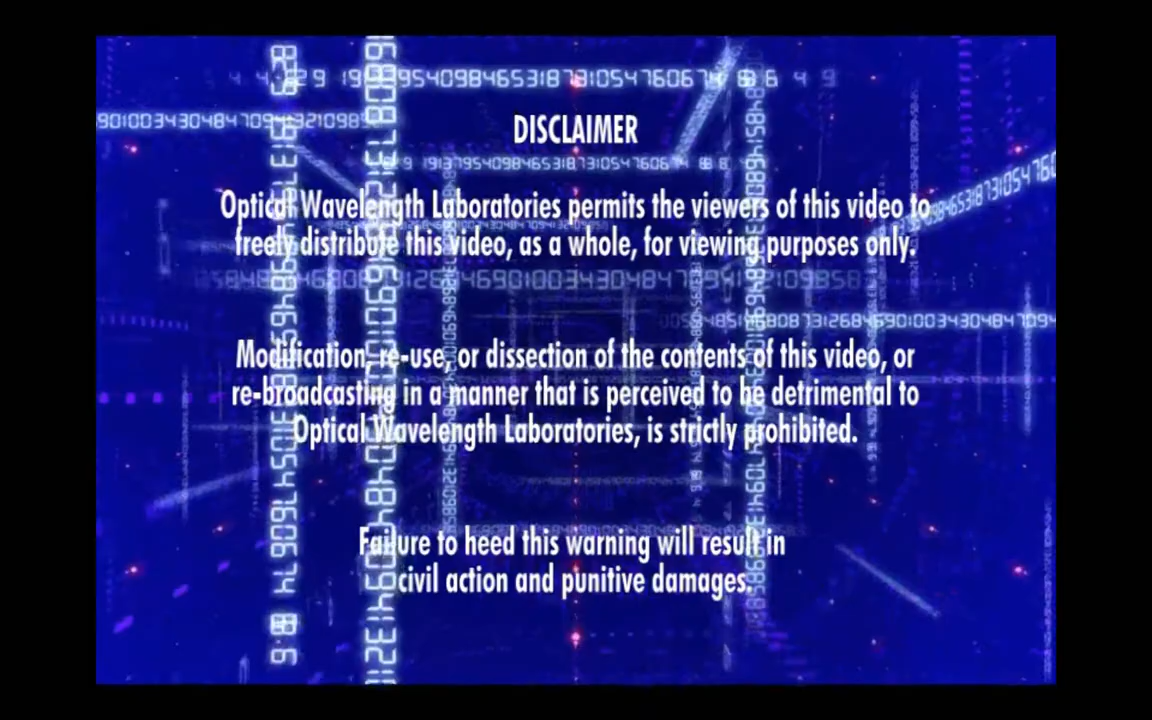 DISCLAIMER
Optical Wavelength Laboratories permits the viewers of this video to
freely distribute this video, as a whole, for viewing purposes only.
Modification, re-use, or dissection of the contents of this video, or
re-broadcasting in a manner that is perceived to be detrimental to
Optical Wavelength Laboratories, is strictly prohibited.
Failure to heed this warning will result in
civil action and punitive damages.